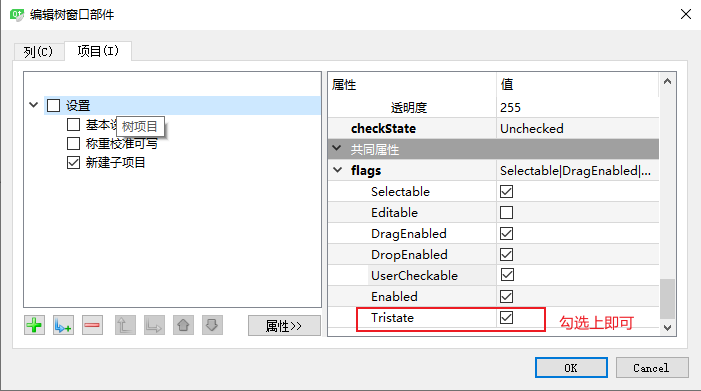 编辑树窗口部件
列(C)
项目(I)
设置
基本设
树项目
称重校准可写
新建子项目
属性>>
属性
值
透明度
255
checkState
Unchecked
共同属性
flags
Selectable|DragEnabled|...
Selectable
Editable
DragEnabled
DropEnabled
UserCheckable
Enabled
Tristate
勾选上即可
OK
Cancel